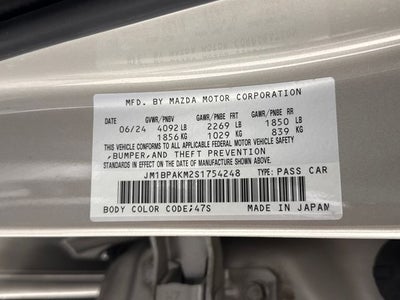 MFD. BY MAZDA MOTOR CORPORATION
GVWR/PNBV GAWR/PNBE FRT GAWR/PNBE RR
06/24 4092 LB 2269 LB 1850 LB
1856 KG 1029 KG 839 KG
THIS VEHICLE CONFORMS TO ALL APPLICABLE FEDERAL MOTOR VEHICLE SAFETY
,BUMPER,AND THEFT PREVENTION
STANDARDS IN EFFECT ON THE DATE OF MANUFACTURE SHOWN ABOVE.
JM1BPAKM2S1754248 TYPE: PASS CAR
BODY COLOR CODE;47S MADE IN JAPAN